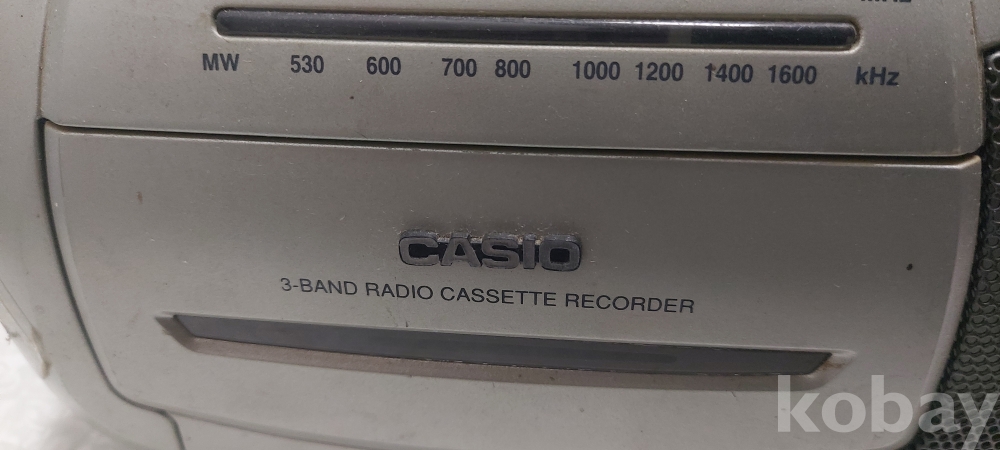 MW 530 600 700 800 1000 1200 1400 1600 kHz
CASIO
3-BAND RADIO CASSETTE RECORDER
kobay